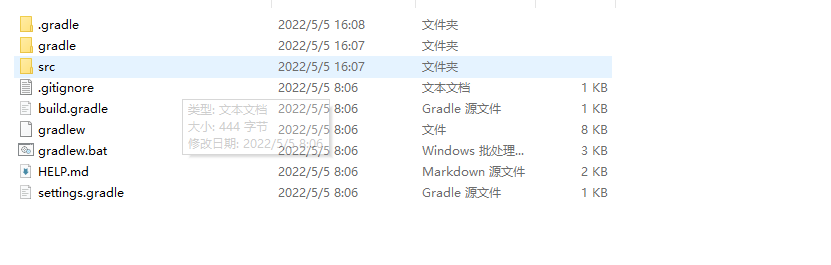 .gradle 2022/5/5 16:08 文件夹
gradle 2022/5/5 16:07 文件夹
src 2022/5/5 16:07 文件夹
.gitignore 2022/5/5 8:06 文本文档 1 KB
build.gradle 2022/5/5 8:06 Gradle 源文件 1 KB
类型: 文本文档
gradlew 2022/5/5 8:06 文件 8 KB
大小: 444 字节
修改日期: 2022/5/5 8:06
gradlew.bat 2022/5/5 8:06 Windows 批处理... 3 KB
HELP.md 2022/5/5 8:06 Markdown 源文件 2 KB
settings.gradle 2022/5/5 8:06 Gradle 源文件 1 KB